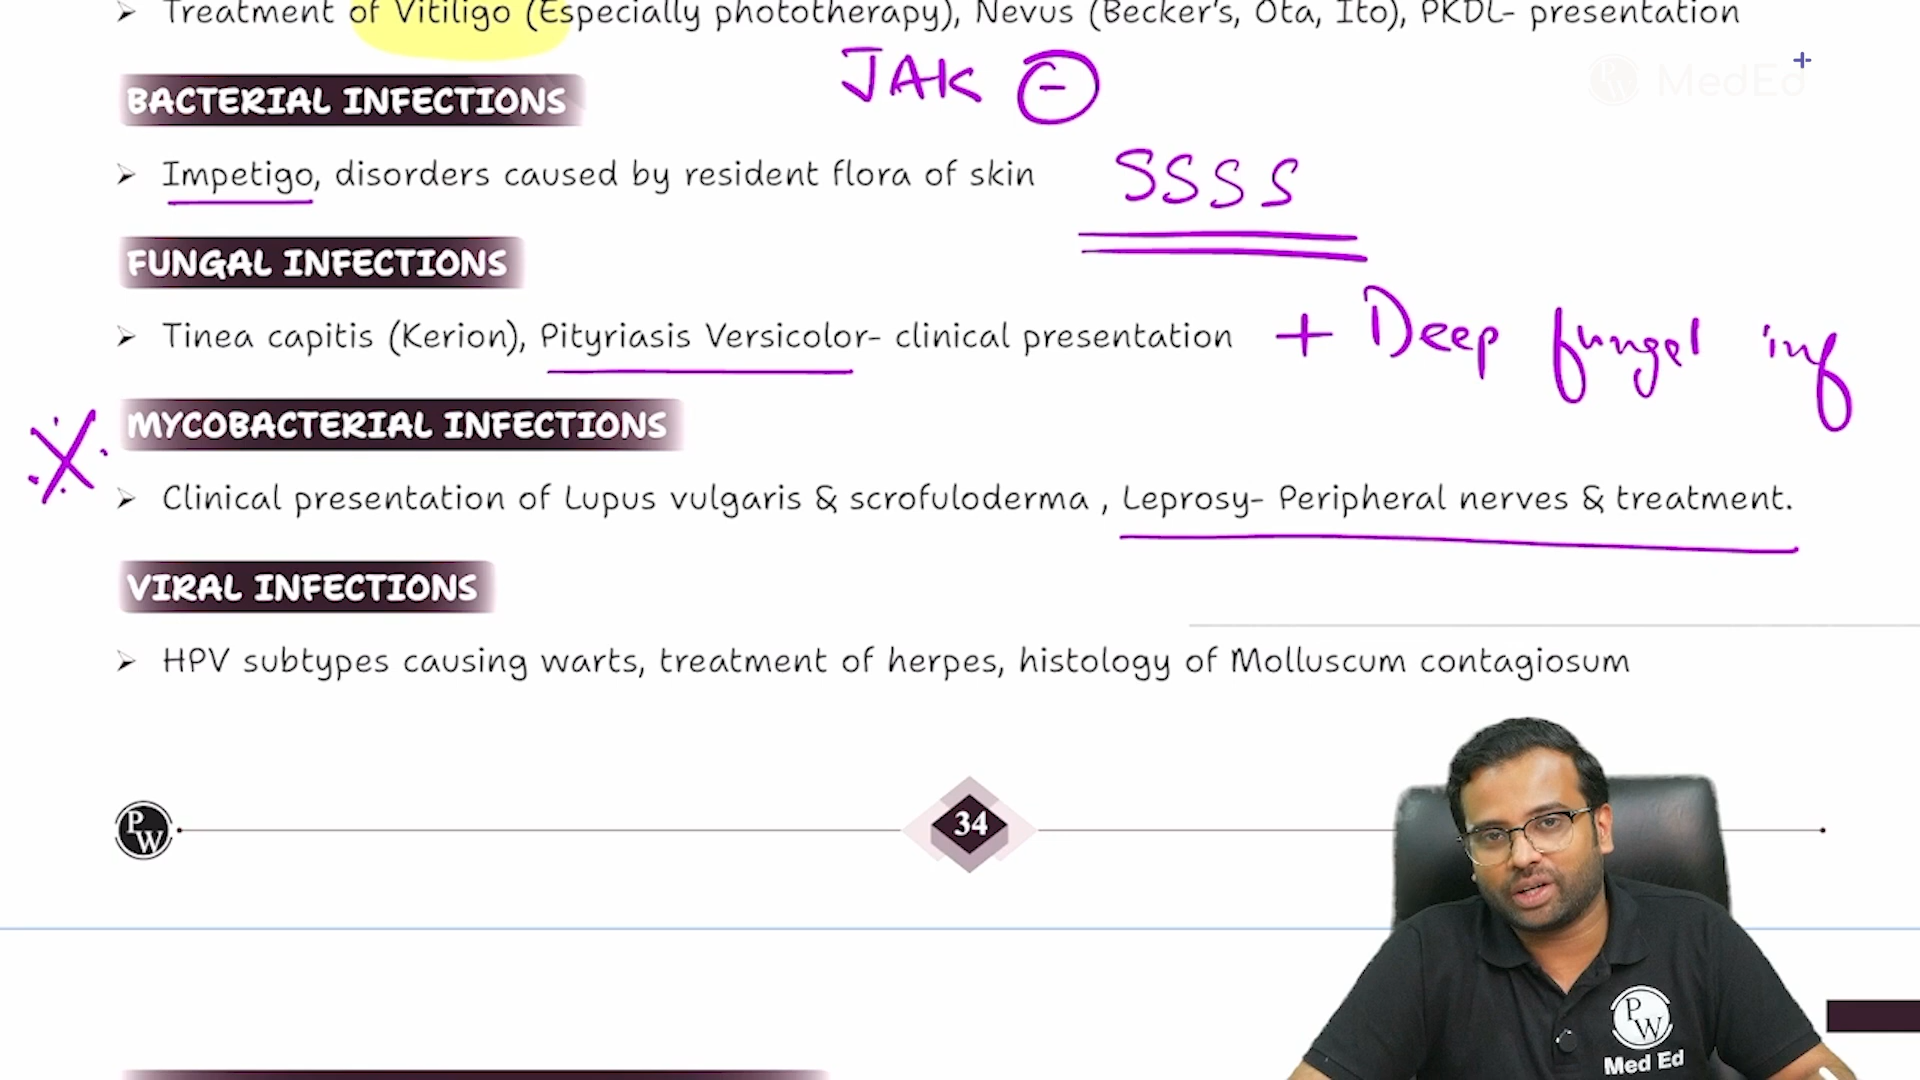 ➢ Treatment of Vitiligo (Especially phototherapy), Nevus (Becker's, Ota, Ito), PKDL- presentation
JAK ⊖
MedEd
BACTERIAL INFECTIONS
➢ Impetigo, disorders caused by resident flora of skin
SSSS
FUNGAL INFECTIONS
➢ Tinea capitis (Kerion), Pityriasis Versicolor- clinical presentation + Deep fungal inf
MYCOBACTERIAL INFECTIONS
➢ Clinical presentation of Lupus vulgaris & scrofuloderma , Leprosy- Peripheral nerves & treatment.
VIRAL INFECTIONS
➢ HPV subtypes causing warts, treatment of herpes, histology of Molluscum contagiosum
PW
34
PW
Med Ed